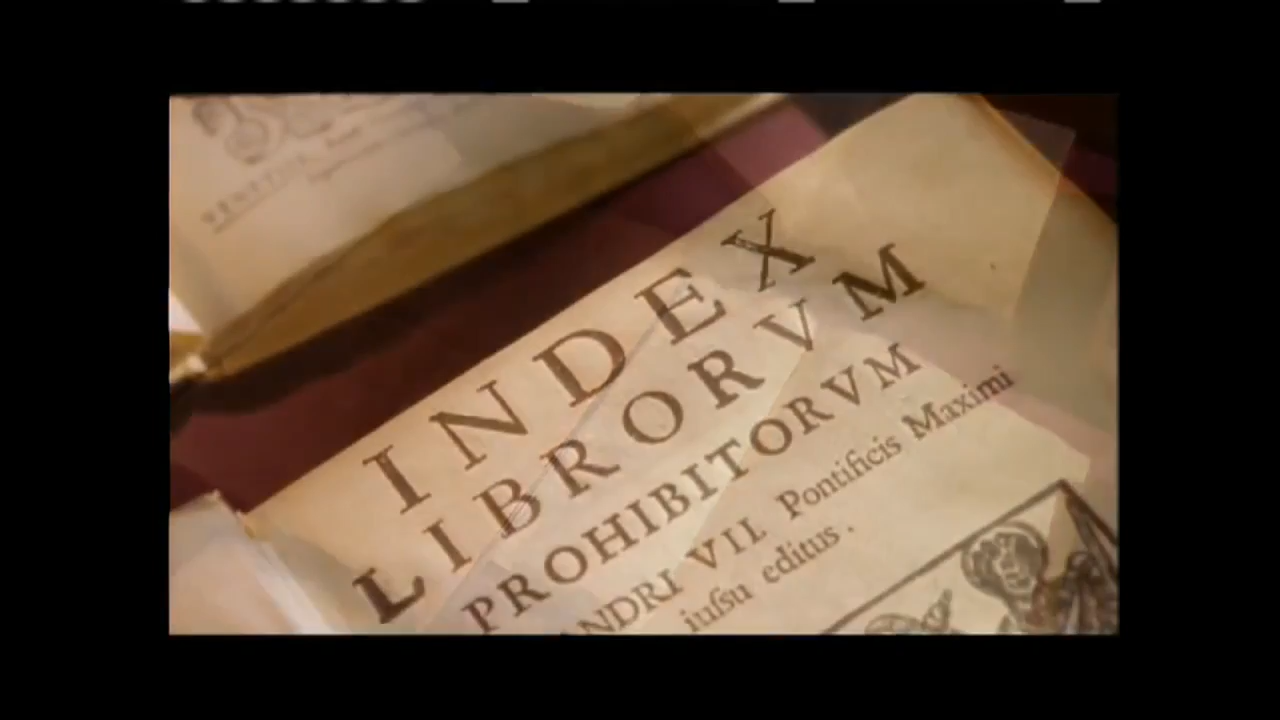 INDEX
LIBRORVM
PROHIBITORVM
ANDRI VII. Pontificis Maximi
iuſsu editus.